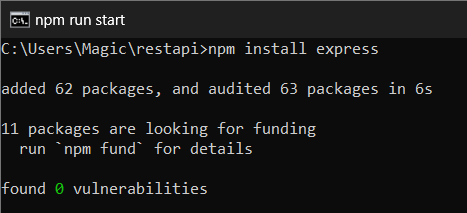 npm run start
C:\Users\Magic\restapi>npm install express
added 62 packages, and audited 63 packages in 6s
11 packages are looking for funding
run `npm fund` for details
found 0 vulnerabilities